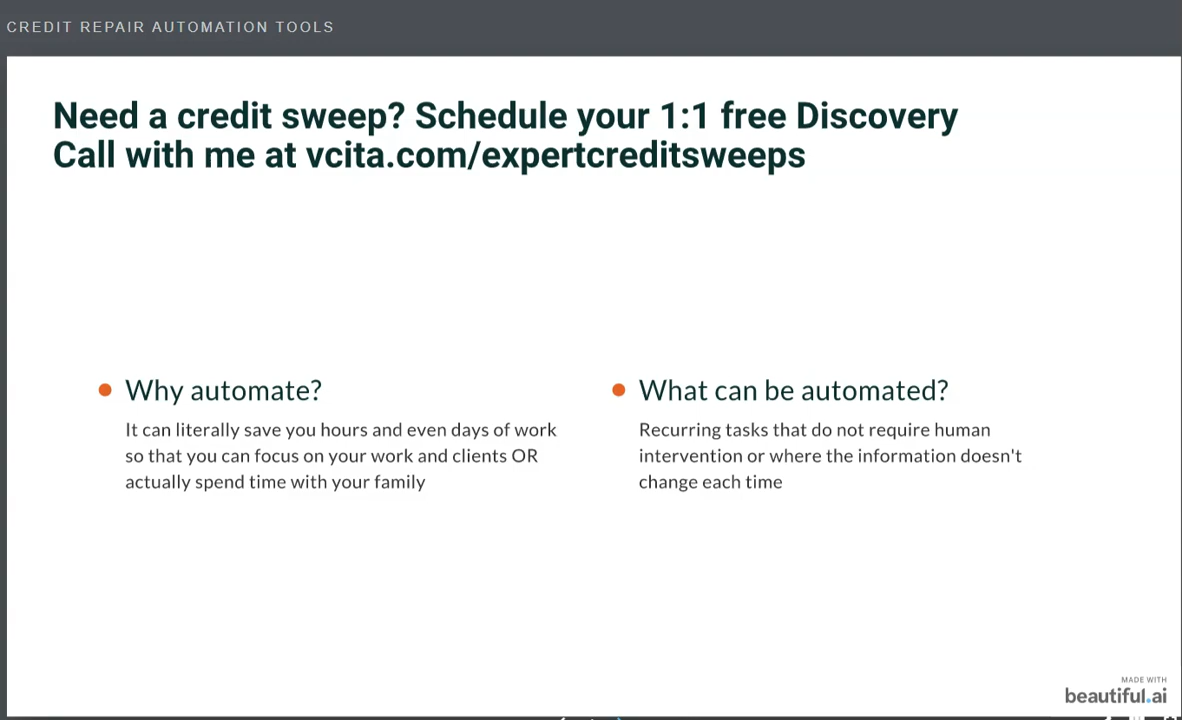 CREDIT REPAIR AUTOMATION TOOLS
Need a credit sweep? Schedule your 1:1 free Discovery
Call with me at vcita.com/expertcreditsweeps
Why automate?
It can literally save you hours and even days of work
so that you can focus on your work and clients OR
actually spend time with your family
What can be automated?
Recurring tasks that do not require human
intervention or where the information doesn't
change each time
MADE WITH
beautiful.ai